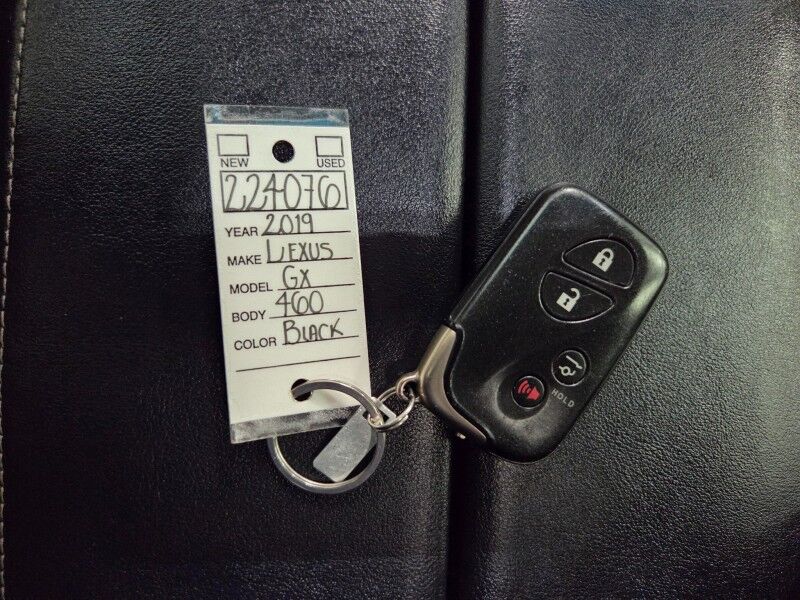 NEW USED
224076
YEAR 2019
MAKE LEXUS
MODEL GX
BODY 460
COLOR BLACK
HOLD